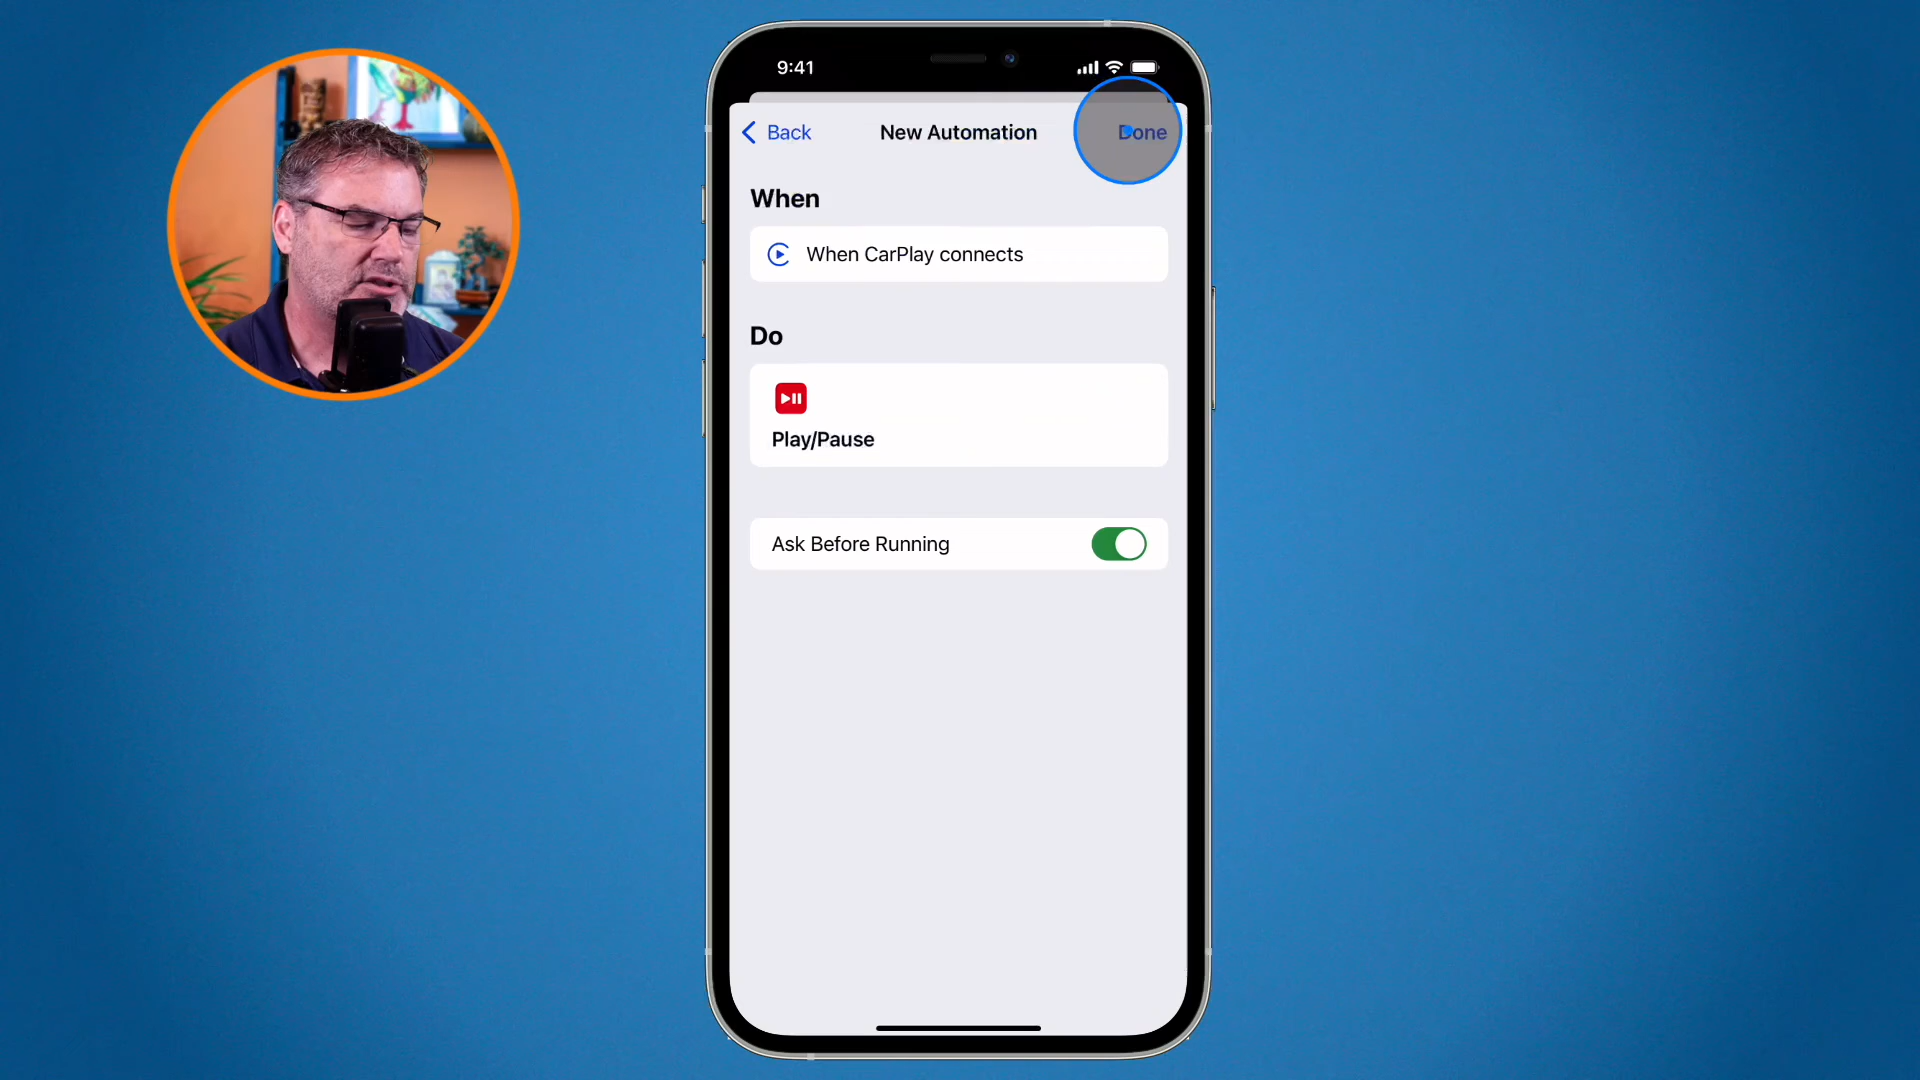 9:41
Back
New Automation
Done
When
When CarPlay connects
Do
Play/Pause
Ask Before Running